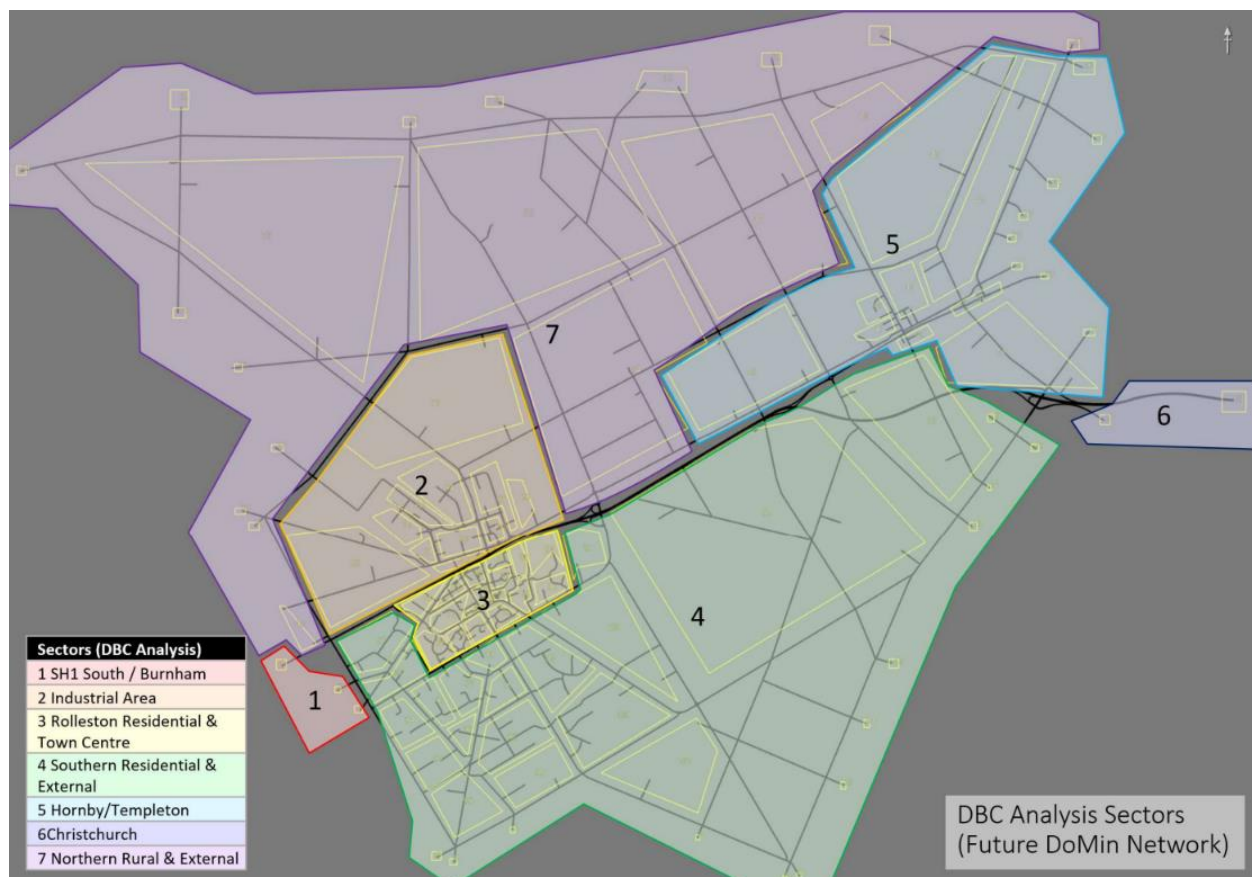 5
7
6
2
3
4
1
Sectors (DBC Analysis)
1 SH1 South / Burnham
2 Industrial Area
3 Rolleston Residential &
Town Centre
4 Southern Residential &
External
5 Hornby/Templeton
6Christchurch
7 Northern Rural & External
DBC Analysis Sectors
(Future DoMin Network)